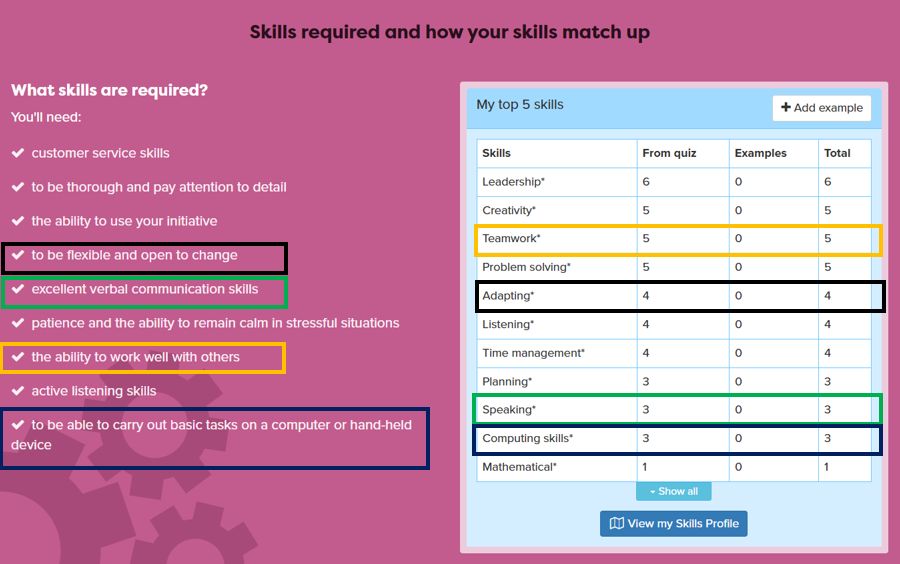 Skills required and how your skills match up
What skills are required?
You'll need:
customer service skills
to be thorough and pay attention to detail
the ability to use your initiative
to be flexible and open to change
excellent verbal communication skills
patience and the ability to remain calm in stressful situations
the ability to work well with others
active listening skills
to be able to carry out basic tasks on a computer or hand-held
device
My top 5 skills
Add example
Skills From quiz Examples Total
Leadership* 6 0 6
Creativity* 5 0 5
Teamwork* 5 0 5
Problem solving* 5 0 5
Adapting* 4 0 4
Listening* 4 0 4
Time management* 4 0 4
Planning* 3 0 3
Speaking* 3 0 3
Computing skills* 3 0 3
Mathematical* 1 0 1
Show all
View my Skills Profile